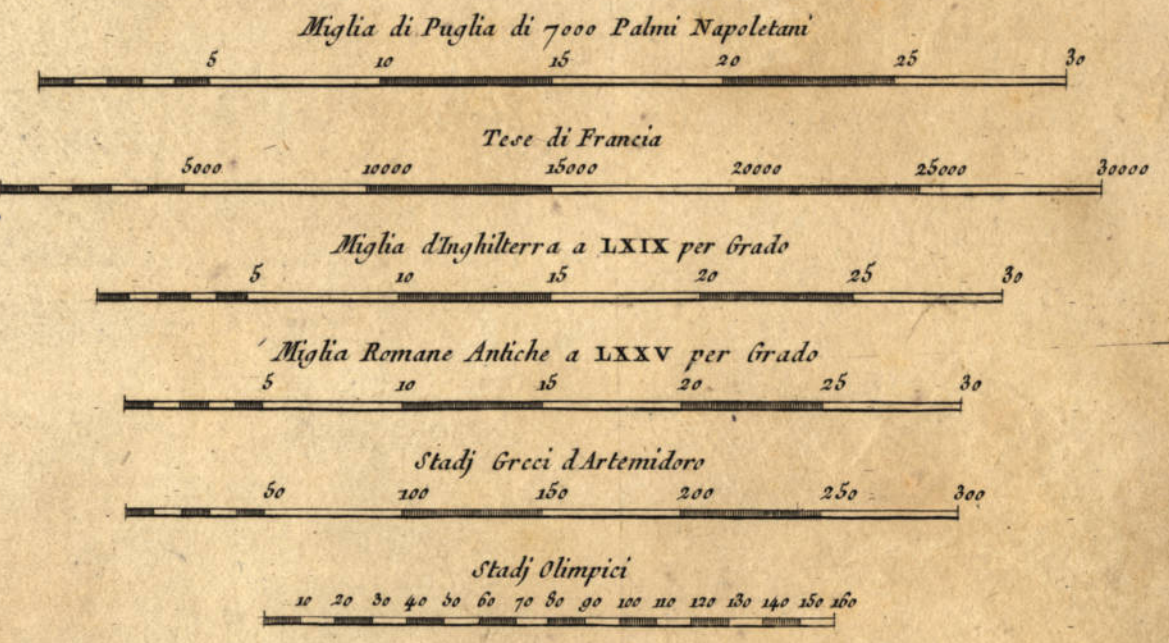 Miglia di Puglia di 7000 Palmi Napoletani
5 10 15 20 25 30
Tese di Francia
5000 10000 15000 20000 25000 30000
Miglia d'Inghilterra a LXIX per Grado
5 10 15 20 25 30
Miglia Romane Antiche a LXXV per Grado
5 10 15 20 25 30
Stadj Greci d'Artemidoro
50 100 150 200 250 300
Stadj Olimpici
10 20 30 40 50 60 70 80 90 100 110 120 130 140 150 160